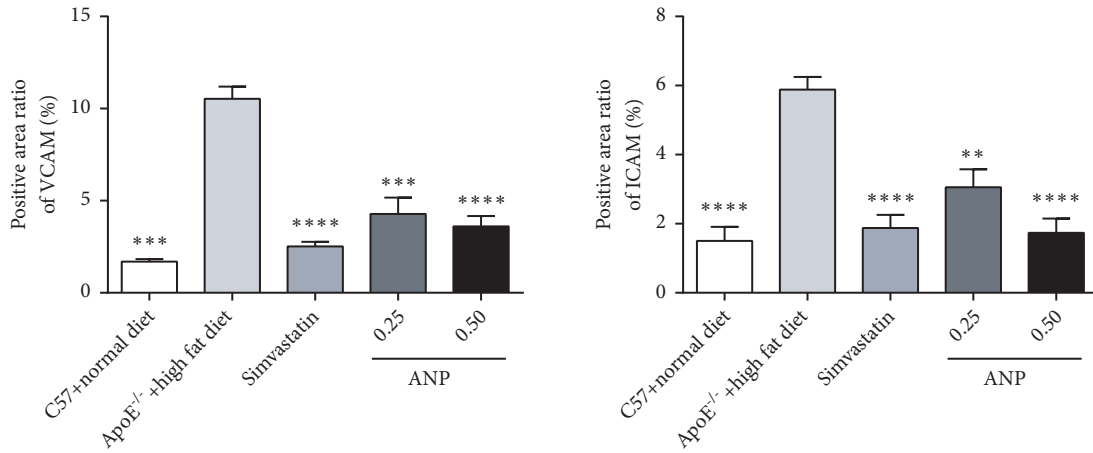 Positive area ratio
of VCAM (%)
15
10
5
0
***
****
***
****
C57+normal diet
ApoE-/-+high fat diet
Simvastatin
0.25
0.50
ANP
Positive area ratio
of ICAM (%)
8
6
4
2
0
****
****
**
****
C57+normal diet
ApoE-/-+high fat diet
Simvastatin
0.25
0.50
ANP